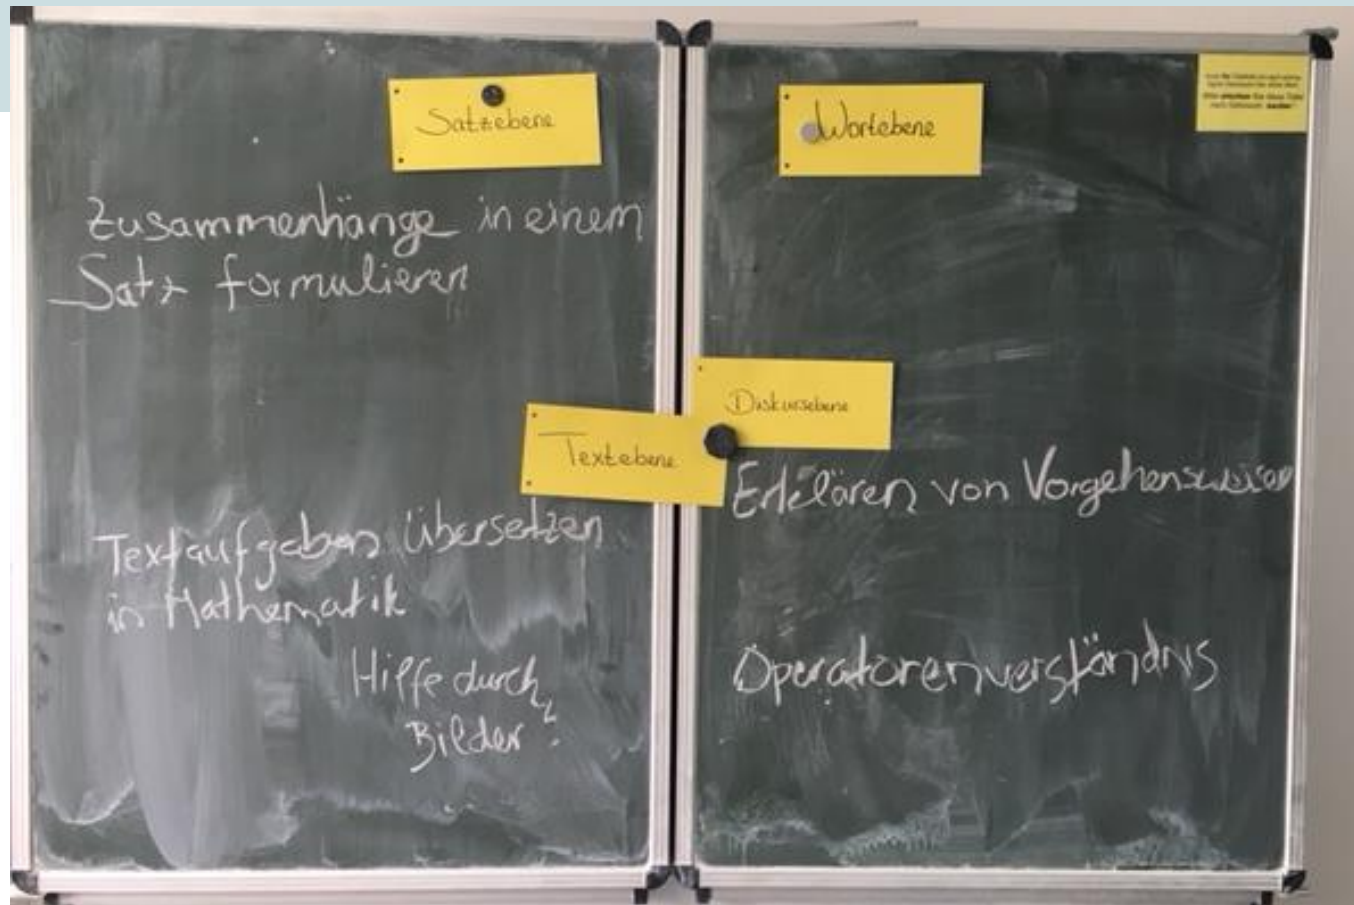 Satzebene
Zusammenhänge in einem
Satz formulieren
Textebene
Textaufgaben übersetzen
in Mathematik
Hilfe durch
Bilder?
Wortebene
Diskursebene
Erklären von Vorgehensweisen
Operatorenverständnis